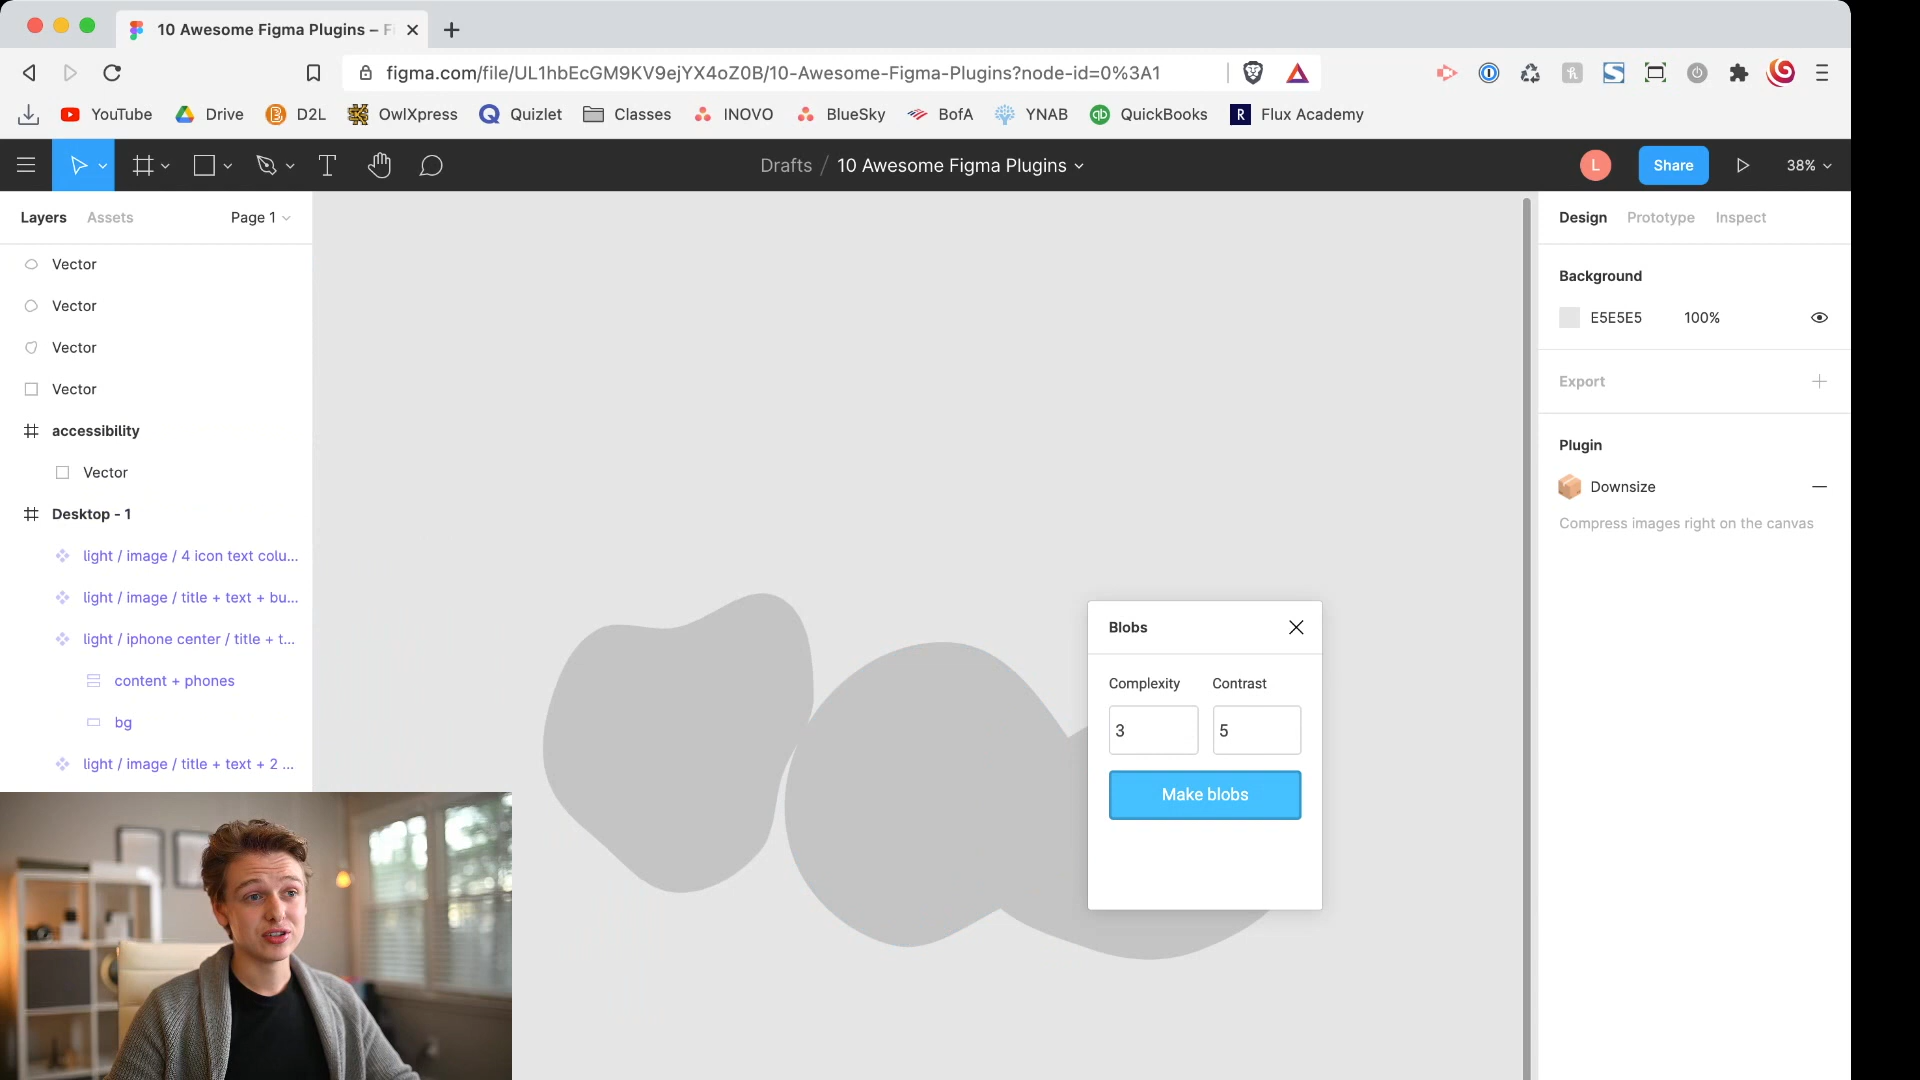 10 Awesome Figma Plugins – Fi
figma.com/file/UL1hbEcGM9KV9ejYX4oZ0B/10-Awesome-Figma-Plugins?node-id=0%3A1
YouTube Drive D2L OwlXpress Quizlet Classes INOVO BlueSky BofA YNAB QuickBooks Flux Academy
Drafts / 10 Awesome Figma Plugins
L
Share
38%
Layers Assets Page 1
Design Prototype Inspect
Vector
Vector
Vector
Vector
accessibility
Vector
Desktop - 1
light / image / 4 icon text colu...
light / image / title + text + bu...
light / iphone center / title + t...
content + phones
bg
light / image / title + text + 2 ...
Blobs
Complexity Contrast
3 5
Make blobs
Background
E5E5E5 100%
Export
Plugin
Downsize
Compress images right on the canvas